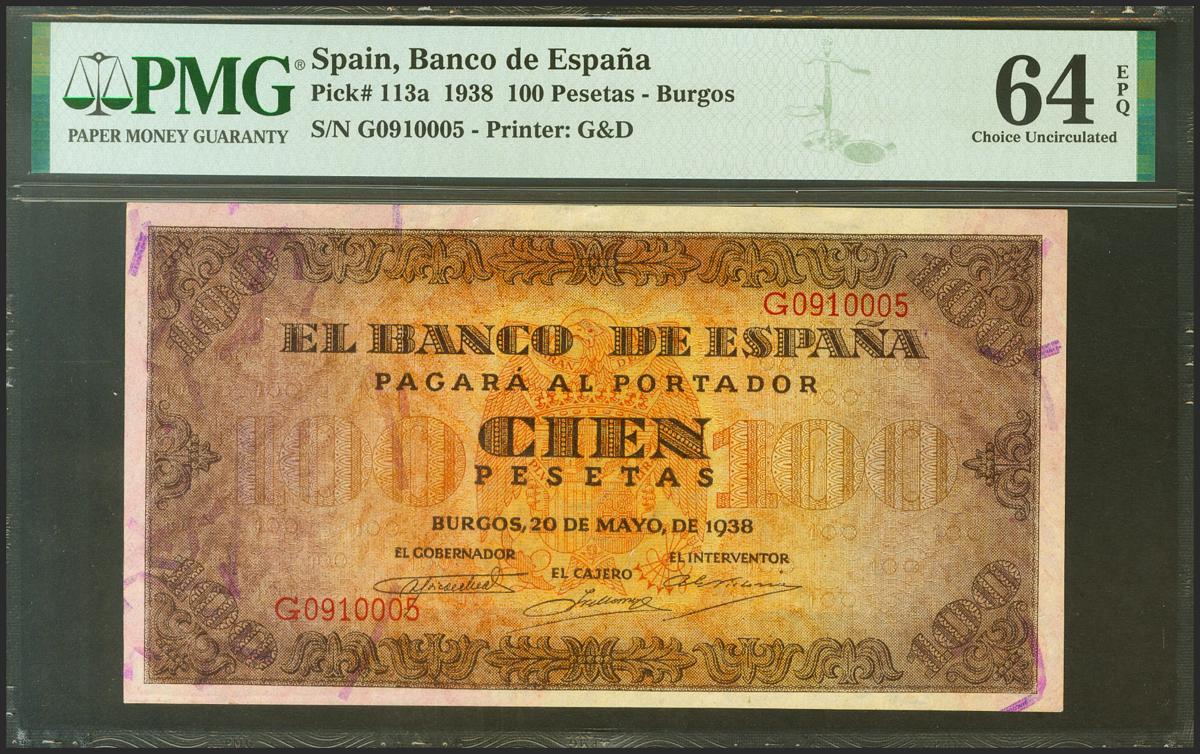 PMG®
PAPER MONEY GUARANTY
Spain, Banco de España
Pick# 113a 1938 100 Pesetas - Burgos
S/N G0910005 - Printer: G&D
64 EPQ
Choice Uncirculated
G0910005
EL BANCO DE ESPAÑA
PAGARÁ AL PORTADOR
100 CIEN 100
PESETAS
BURGOS, 20 DE MAYO, DE 1938
EL GOBERNADOR
EL CAJERO
EL INTERVENTOR
G0910005